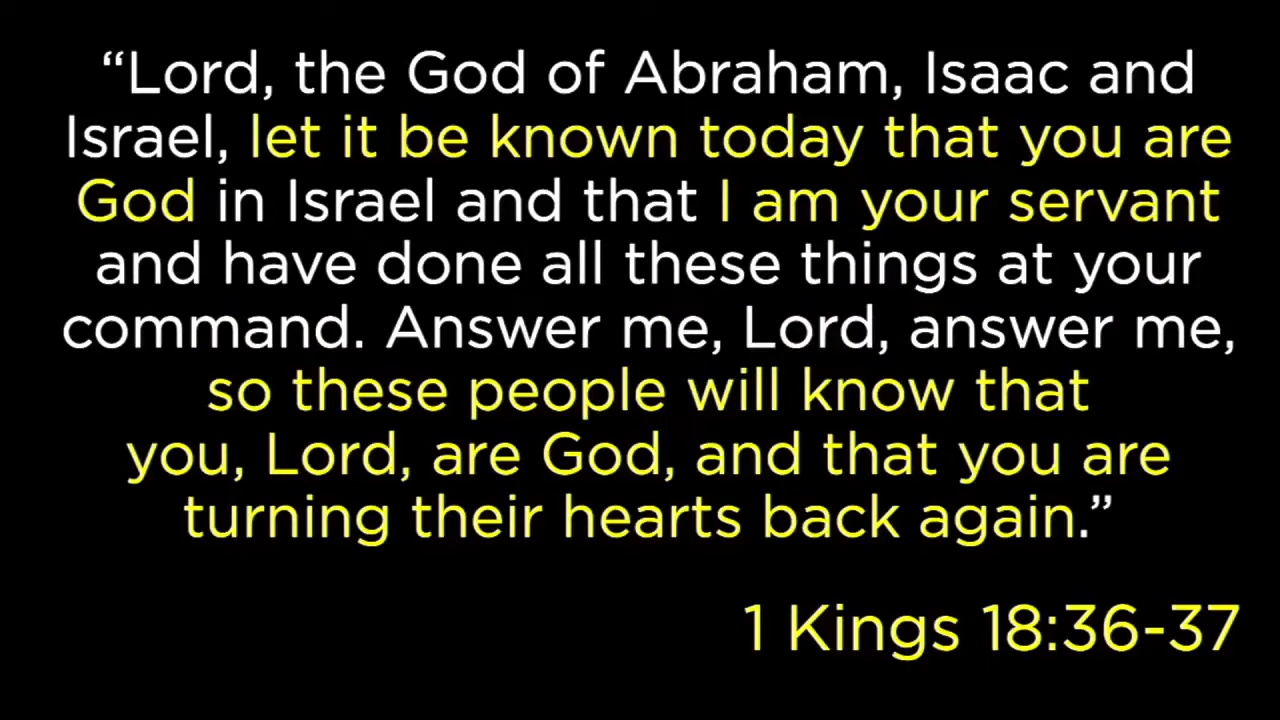 “Lord, the God of Abraham, Isaac and
Israel, let it be known today that you are
God in Israel and that I am your servant
and have done all these things at your
command. Answer me, Lord, answer me,
so these people will know that
you, Lord, are God, and that you are
turning their hearts back again.”
1 Kings 18:36-37